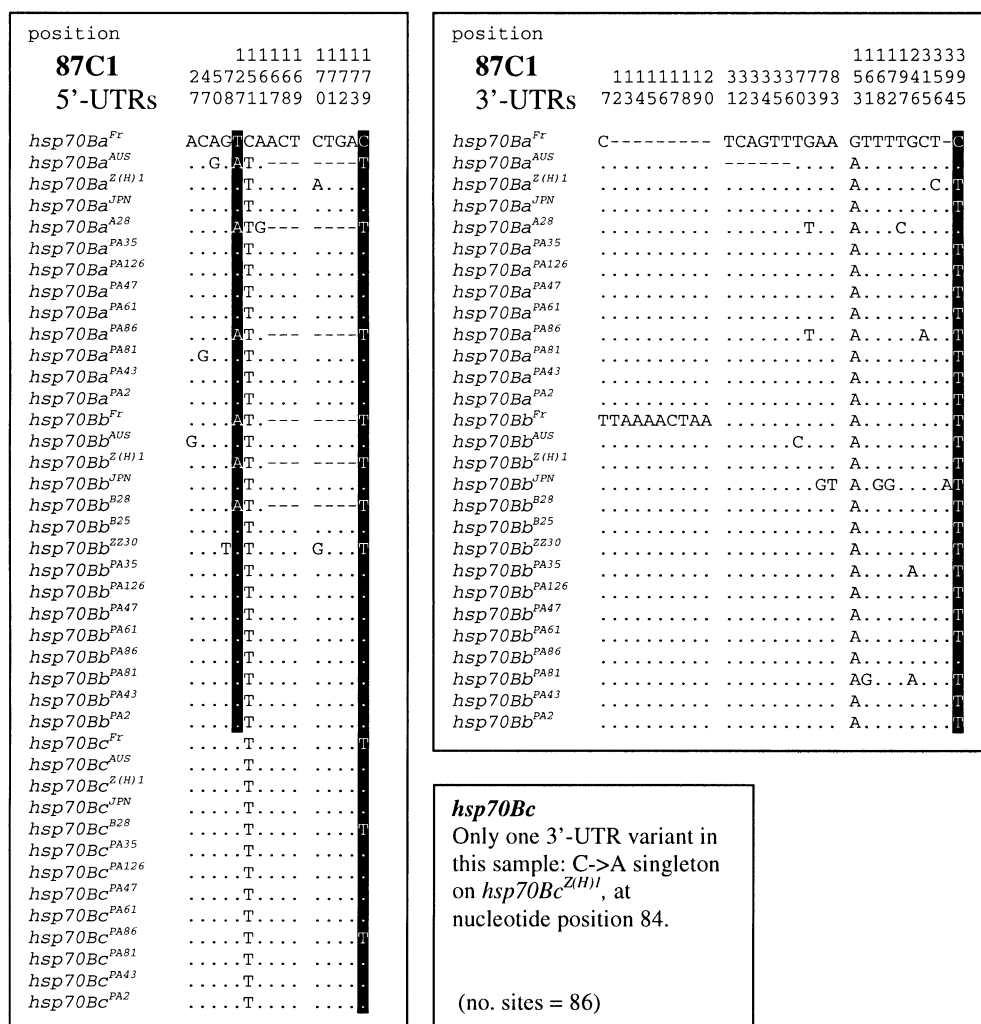 position
111111 11111
87C1 2457256666 77777
5'-UTRs 7708711789 01239
hsp70Ba^Fr ACAGTCAACT CTGAC
hsp70Ba^AUS ..G.AT.--- ----T
hsp70Ba^Z(H)1 .....T.... A....
hsp70Ba^JPN .....T.... .....
hsp70Ba^A28 ....ATG--- ----T
hsp70Ba^PA35 .....T.... .....
hsp70Ba^PA126 .....T.... .....
hsp70Ba^PA47 .....T.... .....
hsp70Ba^PA61 .....T.... .....
hsp70Ba^PA86 ....AT.--- ----T
hsp70Ba^PA81 .G...T.... .....
hsp70Ba^PA43 .....T.... .....
hsp70Ba^PA2 .....T.... .....
hsp70Bb^Fr ....AT.--- ----T
hsp70Bb^AUS G....T.... .....
hsp70Bb^Z(H)1 ....AT.--- ----T
hsp70Bb^JPN .....T.... .....
hsp70Bb^B28 ....AT.--- ----T
hsp70Bb^B25 .....T.... .....
hsp70Bb^ZZ30 ...T.T.... G...T
hsp70Bb^PA35 .....T.... .....
hsp70Bb^PA126 .....T.... .....
hsp70Bb^PA47 .....T.... .....
hsp70Bb^PA61 .....T.... .....
hsp70Bb^PA86 .....T.... .....
hsp70Bb^PA81 .....T.... .....
hsp70Bb^PA43 .....T.... .....
hsp70Bb^PA2 .....T.... .....
hsp70Bc^Fr .....T.... ....T
hsp70Bc^AUS .....T.... .....
hsp70Bc^Z(H)1 .....T.... .....
hsp70Bc^JPN .....T.... .....
hsp70Bc^B28 .....T.... ....T
hsp70Bc^PA35 .....T.... .....
hsp70Bc^PA126 .....T.... .....
hsp70Bc^PA47 .....T.... .....
hsp70Bc^PA61 .....T.... .....
hsp70Bc^PA86 .....T.... ....T
hsp70Bc^PA81 .....T.... .....
hsp70Bc^PA43 .....T.... .....
hsp70Bc^PA2 .....T.... .....
position
1111123333
87C1 111111112 3333337778 5667941599
3'-UTRs 7234567890 1234560393 3182765645
hsp70Ba^Fr C--------- TCAGTTTGAA GTTTTGCT-C
hsp70Ba^AUS .......... ------.... A.........
hsp70Ba^Z(H)1 .......... .......... A......C.T
hsp70Ba^JPN .......... .......... A........T
hsp70Ba^A28 .......... .......T.. A...C.....
hsp70Ba^PA35 .......... .......... A........T
hsp70Ba^PA126 .......... .......... A........T
hsp70Ba^PA47 .......... .......... A........T
hsp70Ba^PA61 .......... .......... A........T
hsp70Ba^PA86 .......... .......T.. A.....A..T
hsp70Ba^PA81 .......... .......... A........T
hsp70Ba^PA43 .......... .......... A........T
hsp70Ba^PA2 .......... .......... A........T
hsp70Bb^Fr TTAAAACTAA .......... A........T
hsp70Bb^AUS .......... ......C... A........T
hsp70Bb^Z(H)1 .......... .......... A........T
hsp70Bb^JPN .......... ........GT A.GG....AT
hsp70Bb^B28 .......... .......... A........T
hsp70Bb^B25 .......... .......... A........T
hsp70Bb^ZZ30 .......... .......... A........T
hsp70Bb^PA35 .......... .......... A....A...T
hsp70Bb^PA126 .......... .......... A........T
hsp70Bb^PA47 .......... .......... A........T
hsp70Bb^PA61 .......... .......... A........T
hsp70Bb^PA86 .......... .......... A.........
hsp70Bb^PA81 .......... .......... AG...A...T
hsp70Bb^PA43 .......... .......... A........T
hsp70Bb^PA2 .......... .......... A........T
hsp70Bc
Only one 3'-UTR variant in
this sample: C->A singleton
on hsp70Bc^Z(H)1, at
nucleotide position 84.
(no. sites = 86)